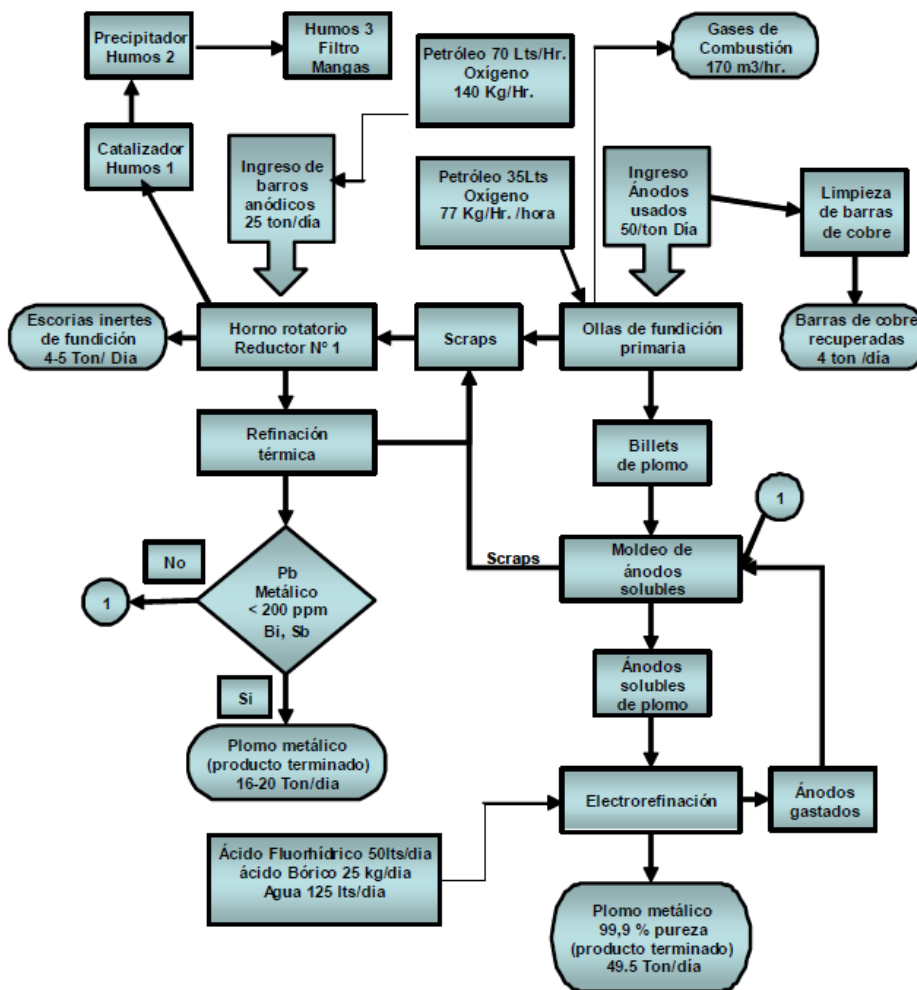 Precipitador
Humos 2
Humos 3
Filtro
Mangas
Petróleo 70 Lts/Hr.
Oxígeno
140 Kg/Hr.
Gases de
Combustión
170 m3/hr.
Catalizador
Humos 1
Ingreso de
barros
anódicos
25 ton/día
Petróleo 35Lts
Oxígeno
77 Kg/Hr. /hora
Ingreso
Ánodos
usados
50/ton Día
Limpieza
de barras
de cobre
Escorias inertes
de fundición
4-5 Ton/ Dia
Horno rotatorio
Reductor Nº 1
Scraps
Ollas de fundición
primaria
Barras de cobre
recuperadas
4 ton /día
Refinación
térmica
Billets
de plomo
1
No
Pb
Metálico
< 200 ppm
Bi, Sb
1
Scraps
Moldeo de
ánodos
solubles
Si
Ánodos
solubles
de plomo
Plomo metálico
(producto terminado)
16-20 Ton/dia
Electrorefinación
Ánodos
gastados
Ácido Fluorhídrico 50lts/dia
ácido Bórico 25 kg/dia
Agua 125 lts/dia
Plomo metálico
99,9 % pureza
(producto terminado)
49.5 Ton/día